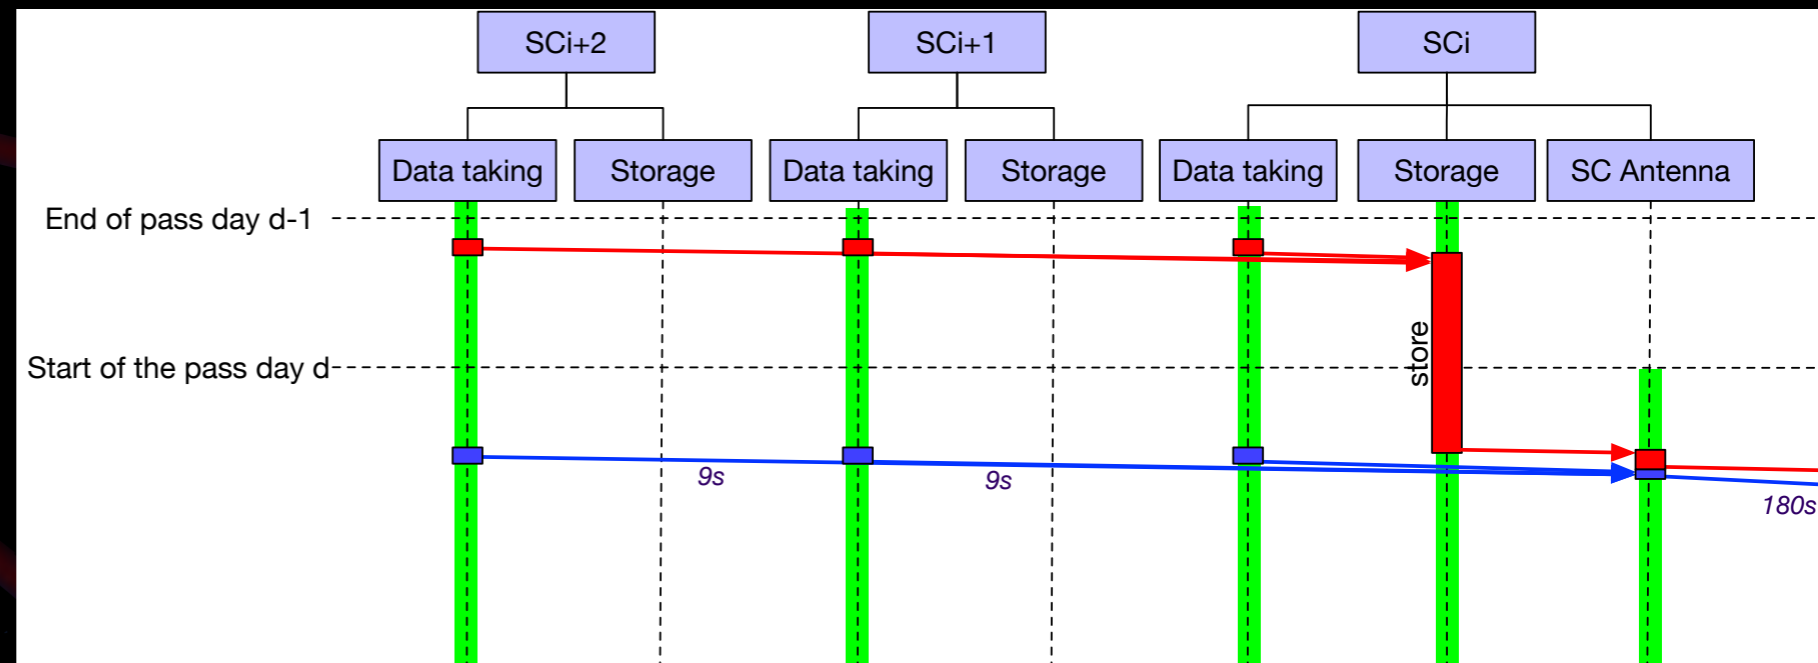 SCi+2
SCi+1
SCi
Data taking
Storage
Data taking
Storage
Data taking
Storage
SC Antenna
End of pass day d-1
store
Start of the pass day d
9s
9s
180s